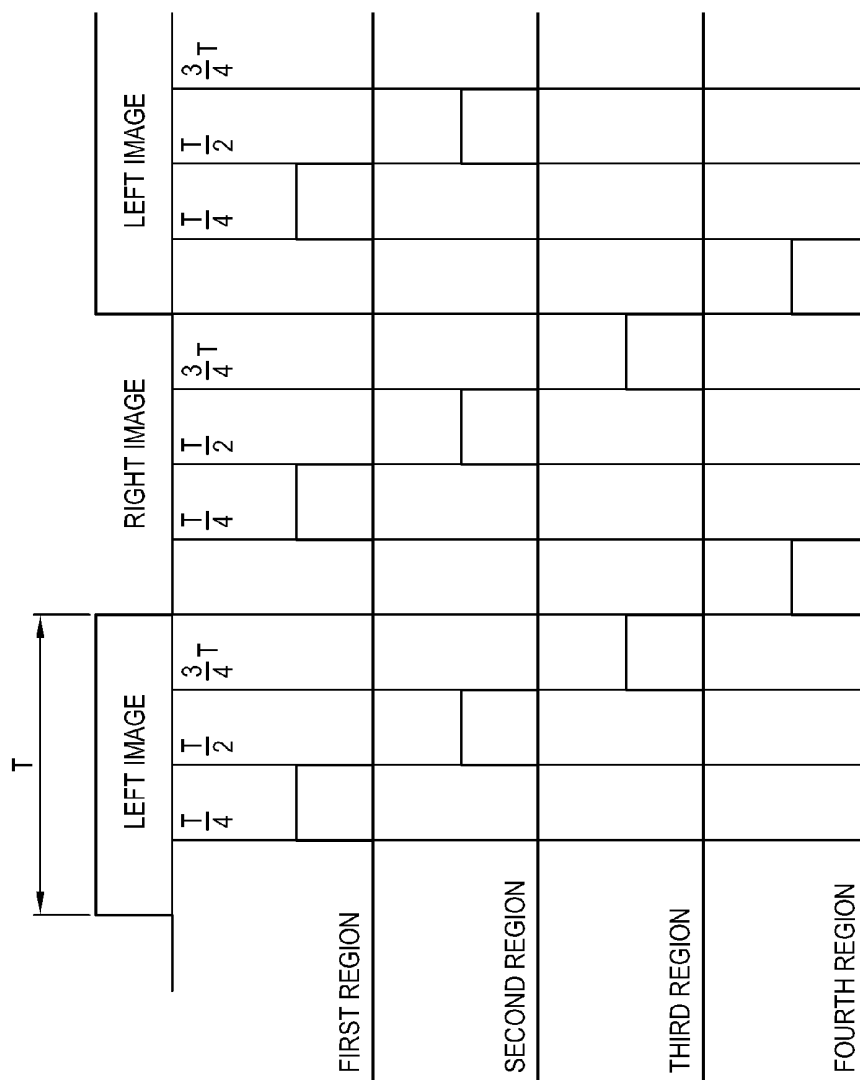 T
LEFT IMAGE RIGHT IMAGE LEFT IMAGE
T/4 T/2 3/4 T T/4 T/2 3/4 T T/4 T/2 3/4 T
FIRST REGION
SECOND REGION
THIRD REGION
FOURTH REGION